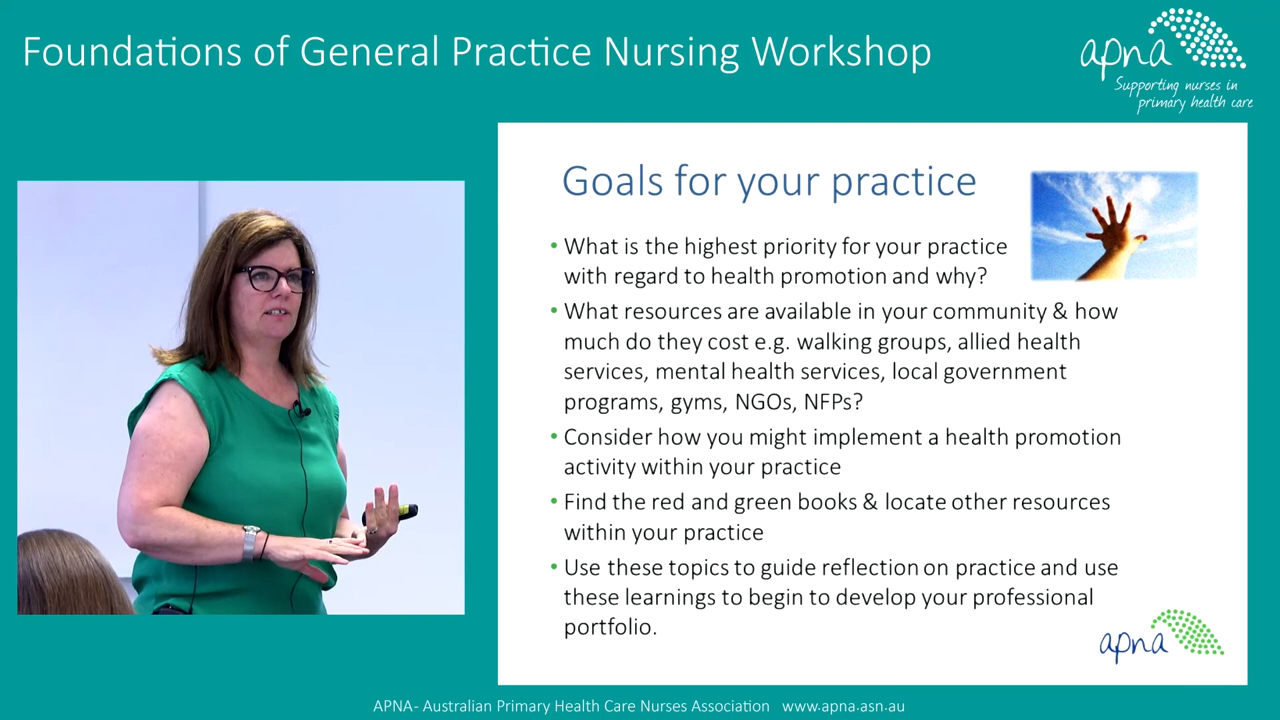 Foundations of General Practice Nursing Workshop
apna
Supporting nurses in
primary health care
Goals for your practice
• What is the highest priority for your practice
with regard to health promotion and why?
• What resources are available in your community & how
much do they cost e.g. walking groups, allied health
services, mental health services, local government
programs, gyms, NGOs, NFPs?
• Consider how you might implement a health promotion
activity within your practice
• Find the red and green books & locate other resources
within your practice
• Use these topics to guide reflection on practice and use
these learnings to begin to develop your professional
portfolio.
apna
APNA- Australian Primary Health Care Nurses Association www.apna.asn.au